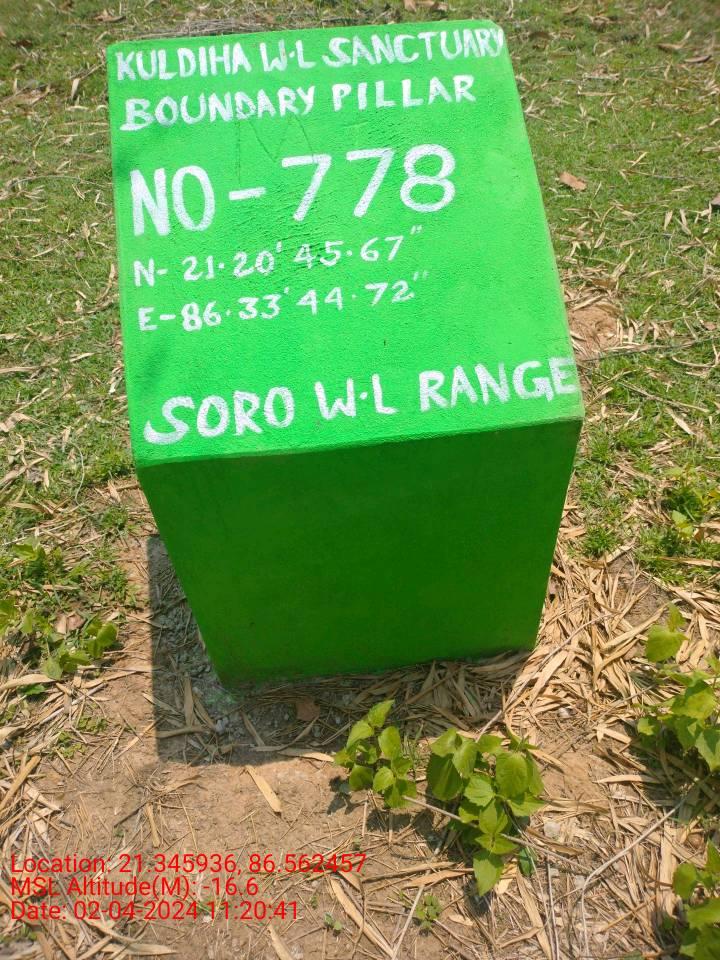 KULDIHA W.L SANCTUARY
BOUNDARY PILLAR
NO-778
N- 21.20' 45.67"
E-86.33' 44.72"
SORO W.L RANGE
Location: 21.345936, 86.562457
MSL Altitude(M): -16.6
Date: 02-04-2024 11:20:41